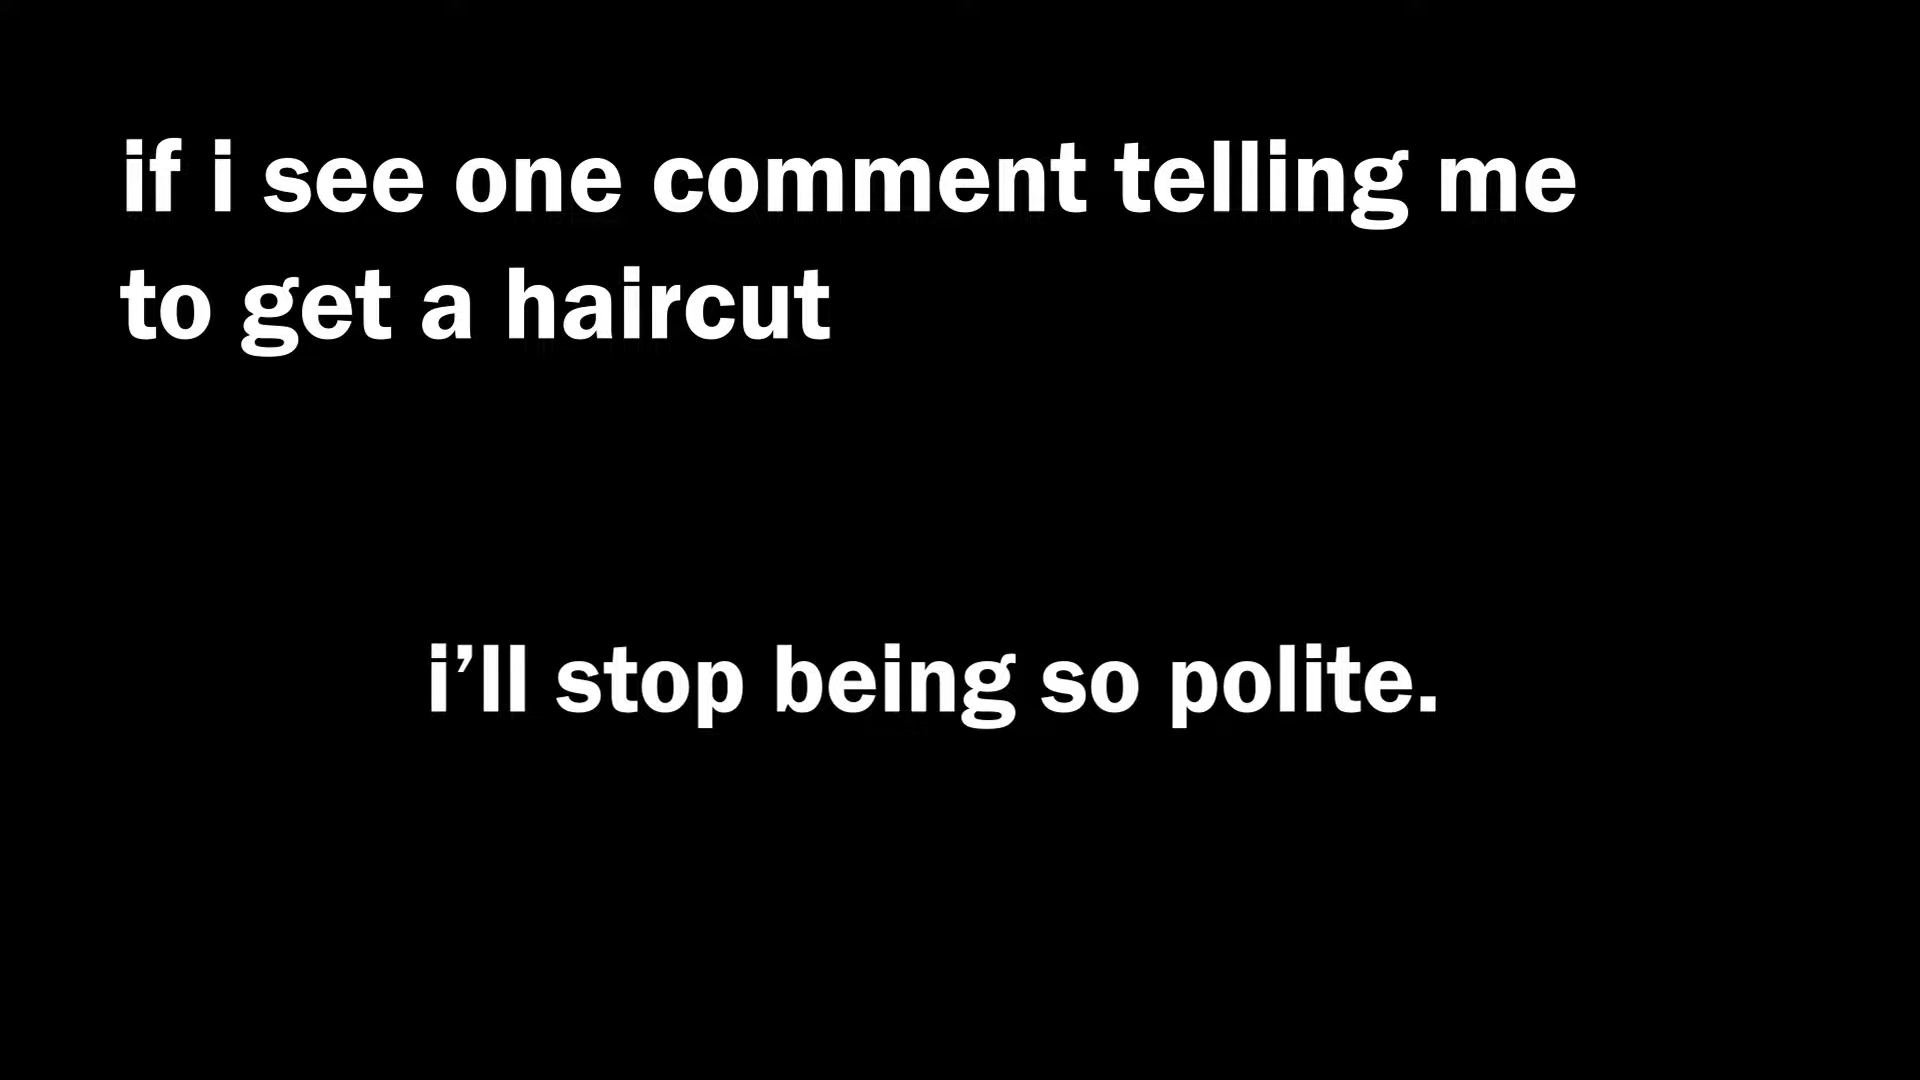 if i see one comment telling me
to get a haircut
i’ll stop being so polite.